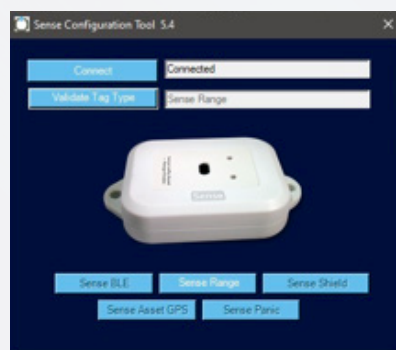 Sense Configuration Tool 5.4
Connect Connected
Validate Tag Type Sense Range
Sense
Sense BLE Sense Range Sense Shield
Sense Asset GPS Sense Panic